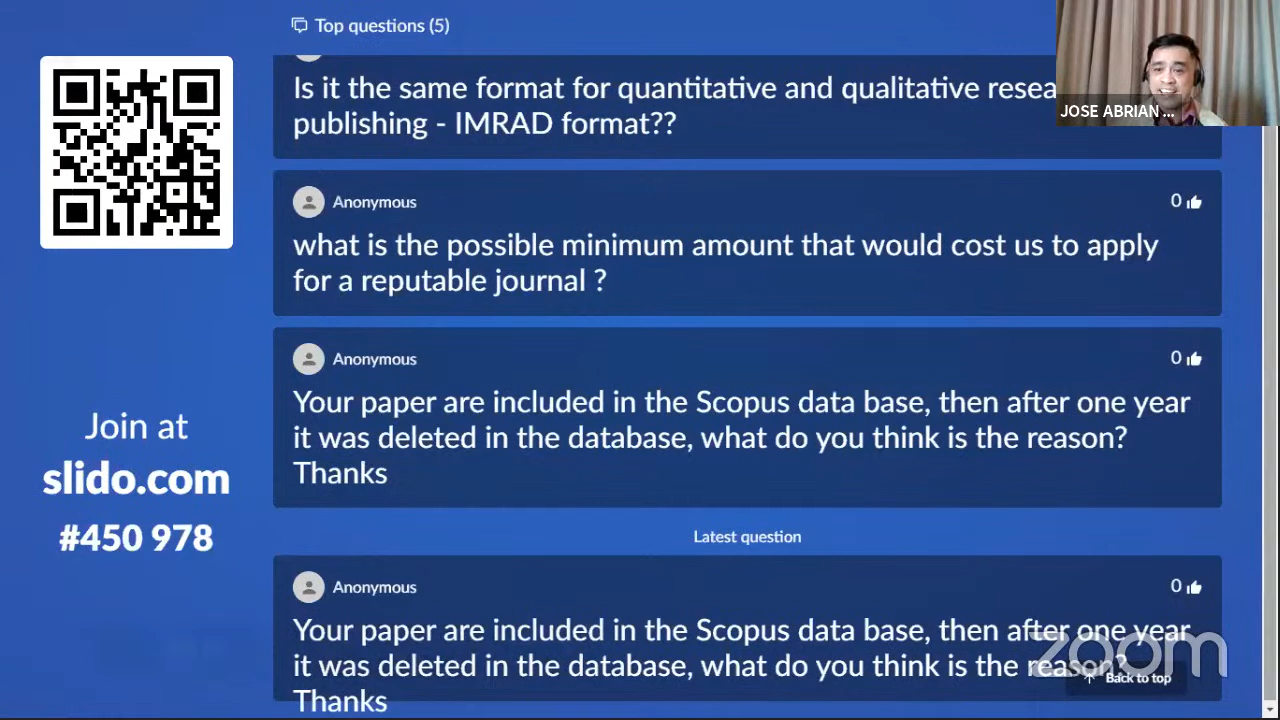 Top questions (5)
Is it the same format for quantitative and qualitative resea
publishing - IMRAD format??
JOSE ABRIAN ...
Anonymous
0
what is the possible minimum amount that would cost us to apply
for a reputable journal ?
Anonymous
0
Your paper are included in the Scopus data base, then after one year
it was deleted in the database, what do you think is the reason?
Thanks
Join at
slido.com
#450 978
Latest question
Anonymous
0
Your paper are included in the Scopus data base, then after one year
it was deleted in the database, what do you think is the reason?
Thanks
zoom
Back to top